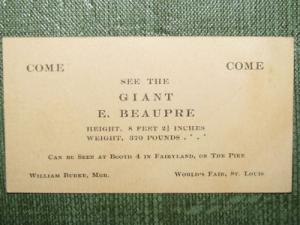 COME COME
SEE THE
GIANT
E. BEAUPRE
HEIGHT, 8 FEET 2½ INCHES
WEIGHT, 370 POUNDS . · .
CAN BE SEEN AT BOOTH 4 IN FAIRYLAND, ON THE PIKE
WILLIAM BURKE, MGR. WORLD'S FAIR, ST. LOUIS